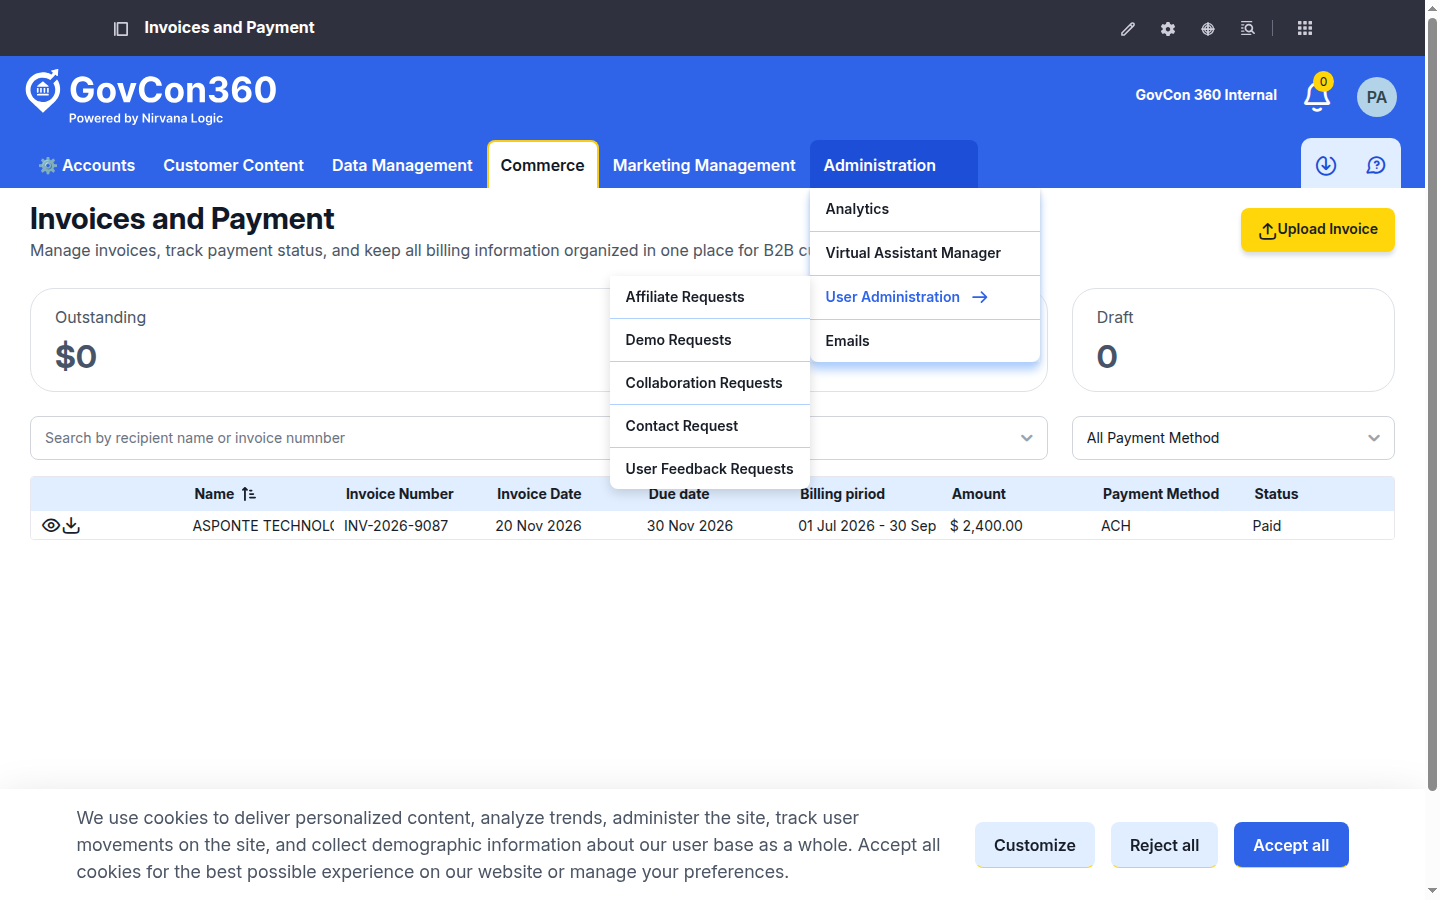 Invoices and Payment
GovCon360
Powered by Nirvana Logic
GovCon 360 Internal
0
PA
Accounts
Customer Content
Data Management
Commerce
Marketing Management
Administration
Invoices and Payment
Manage invoices, track payment status, and keep all billing information organized in one place for B2B
Upload Invoice
Analytics
Virtual Assistant Manager
User Administration
Emails
Affiliate Requests
Demo Requests
Collaboration Requests
Contact Request
User Feedback Requests
Outstanding
$0
Draft
0
Search by recipient name or invoice numnber
All Payment Method
Name Invoice Number Invoice Date Due date Billing piriod Amount Payment Method Status
ASPONTE INV-2026-9087 20 Nov 2026 30 Nov 2026 01 Jul 2026 - 30 Sep $ 2,400.00 ACH Paid
We use cookies to deliver personalized content, analyze trends, administer the site, track user
movements on the site, and collect demographic information about our user base as a whole. Accept all
cookies for the best possible experience on our website or manage your preferences.
Customize
Reject all
Accept all